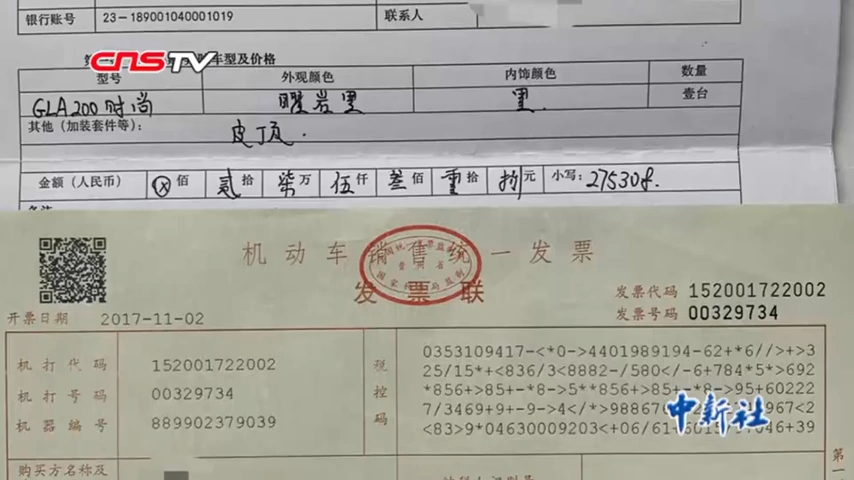 银行账号 23-189001040001019 联系人
CNSTV 车型及价格
型号 外观颜色 内饰颜色 数量
GLA200时尚 曜岩黑 黑. 壹台
其他(加装套件等): 皮顶.
金额(人民币) ⊗佰 贰拾 柒万 伍仟 叁佰 零拾 捌元 小写: 275308.
机动车销售统一发票
发票联
发票代码 152001722002
发票号码 00329734
开票日期 2017-11-02
机打代码 152001722002
机打号码 00329734
机器编号 889902379039
税控码
0353109417-<*0->4401989194-62+*6//>+>3
25/15*+<836/3<8882-/580</-6+784*5*>692
*856+>85+-*8->5**856+>85+-*8->95+60222
7/3469+9+-9->4</*>98867
<83>9*04630009203<+06/61+
中新社
购买方名称及
第一